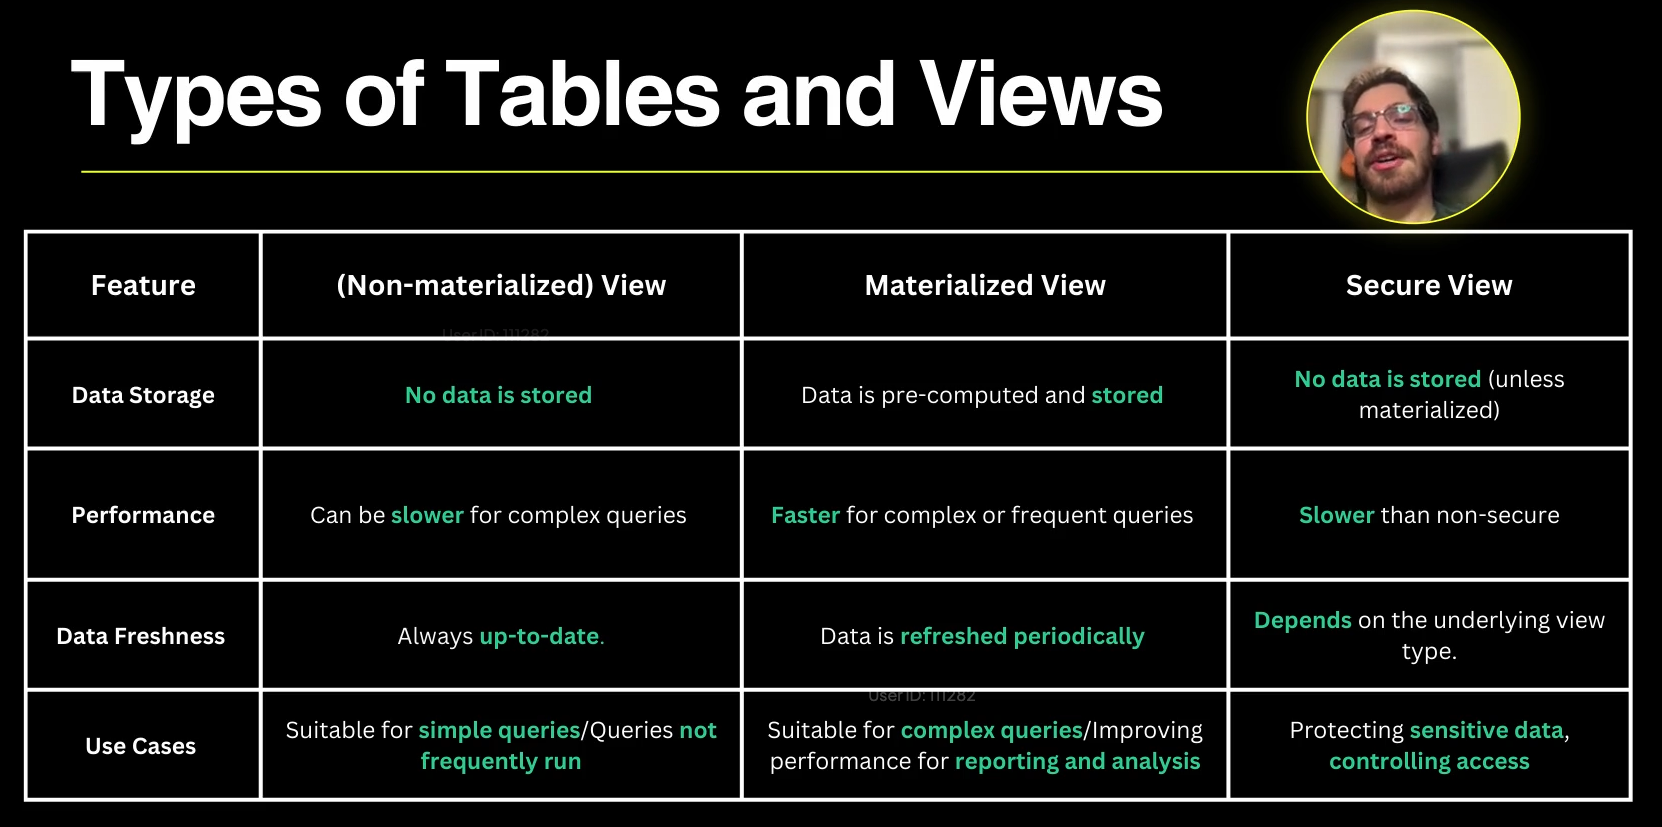 Types of Tables and Views
Feature
(Non-materialized) View
Materialized View
Secure View
User ID: 111282
Data Storage
No data is stored
Data is pre-computed and stored
No data is stored (unless
materialized)
Performance
Can be slower for complex queries
Faster for complex or frequent queries
Slower than non-secure
Data Freshness
Always up-to-date.
Data is refreshed periodically
Depends on the underlying view
type.
User ID: 111282
Use Cases
Suitable for simple queries/Queries not
frequently run
Suitable for complex queries/Improving
performance for reporting and analysis
Protecting sensitive data,
controlling access